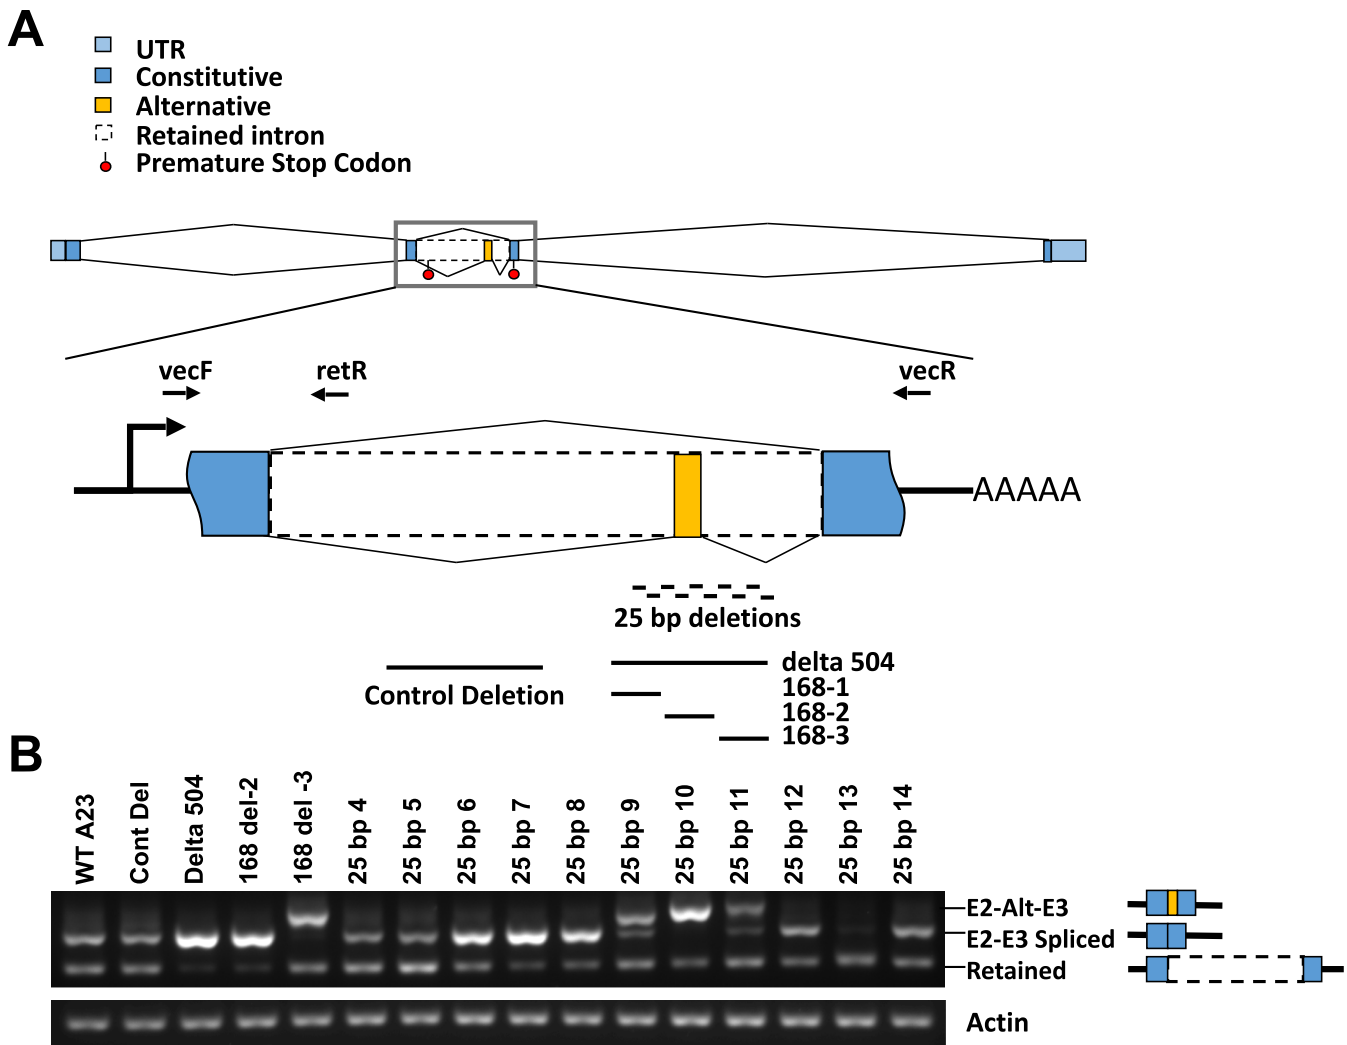 A
UTR
Constitutive
Alternative
Retained intron
Premature Stop Codon
vecF
retR
vecR
AAAAA
25 bp deletions
delta 504
Control Deletion
168-1
168-2
168-3
B
WT A23
Cont Del
Delta 504
168 del-2
168 del -3
25 bp 4
25 bp 5
25 bp 6
25 bp 7
25 bp 8
25 bp 9
25 bp 10
25 bp 11
25 bp 12
25 bp 13
25 bp 14
E2-Alt-E3
E2-E3 Spliced
Retained
Actin